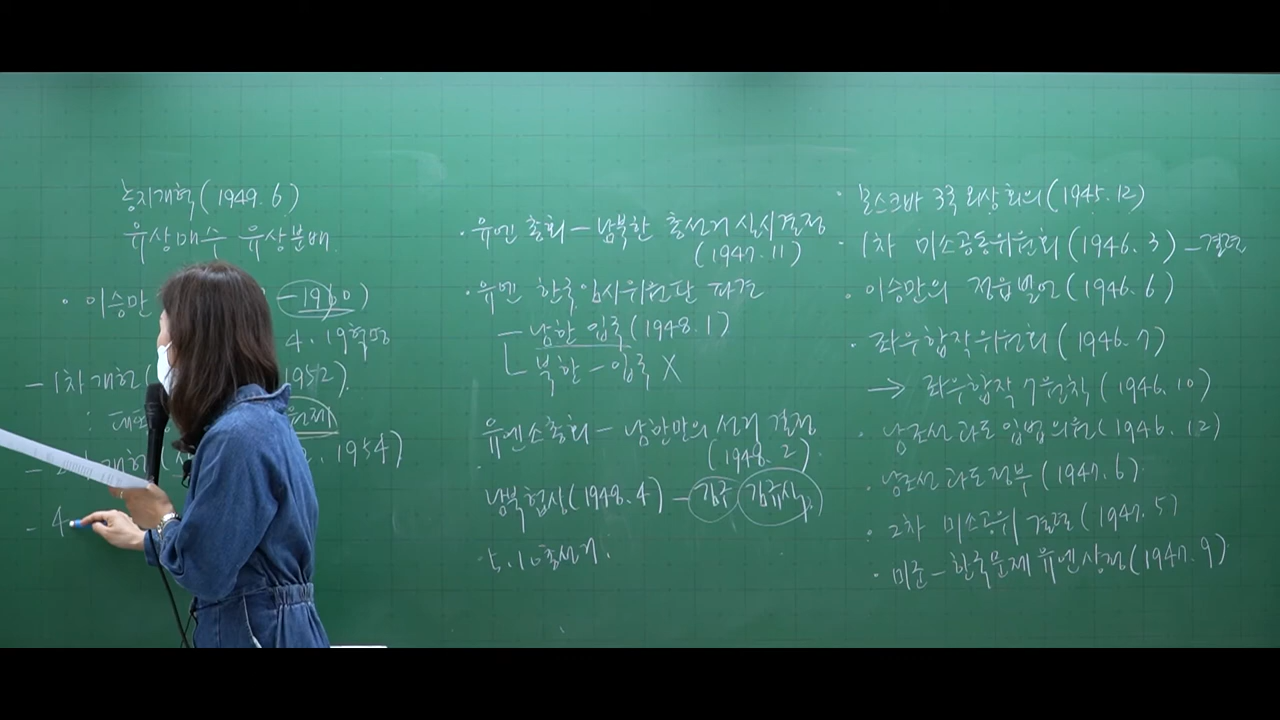 농지개혁(1949.6)
유상매수 유상분배
· 이승만
-1960)
4.19혁명
- 1차개헌(
1952).
: 대
- 개헌(
1954)
- 4
· 유엔 총회 - 남북한 총선거 실시결정
(1947.11)
· 유엔 한국임시위원단 파견
남한 입국(1948.1)
북한 - 입국 X
· 유엔소총회 - 남한만의 선거 결정
(1948.2)
남북협상(1948.4) - 김구 김규식
5.10총선거.
· 모스크바 3국 외상회의(1945.12)
· 1차 미소공동위원회(1946.3) - 결렬
· 이승만의 정읍발언(1946.6)
· 좌우합작위원회(1946.7)
→ 좌우합작 7원칙(1946.10)
· 남조선 과도 입법의원(1946.12)
· 남조선과도정부(1947.6)
· 2차 미소공위 결렬(1947.5)
· 미군 - 한국문제 유엔상정(1947.9)